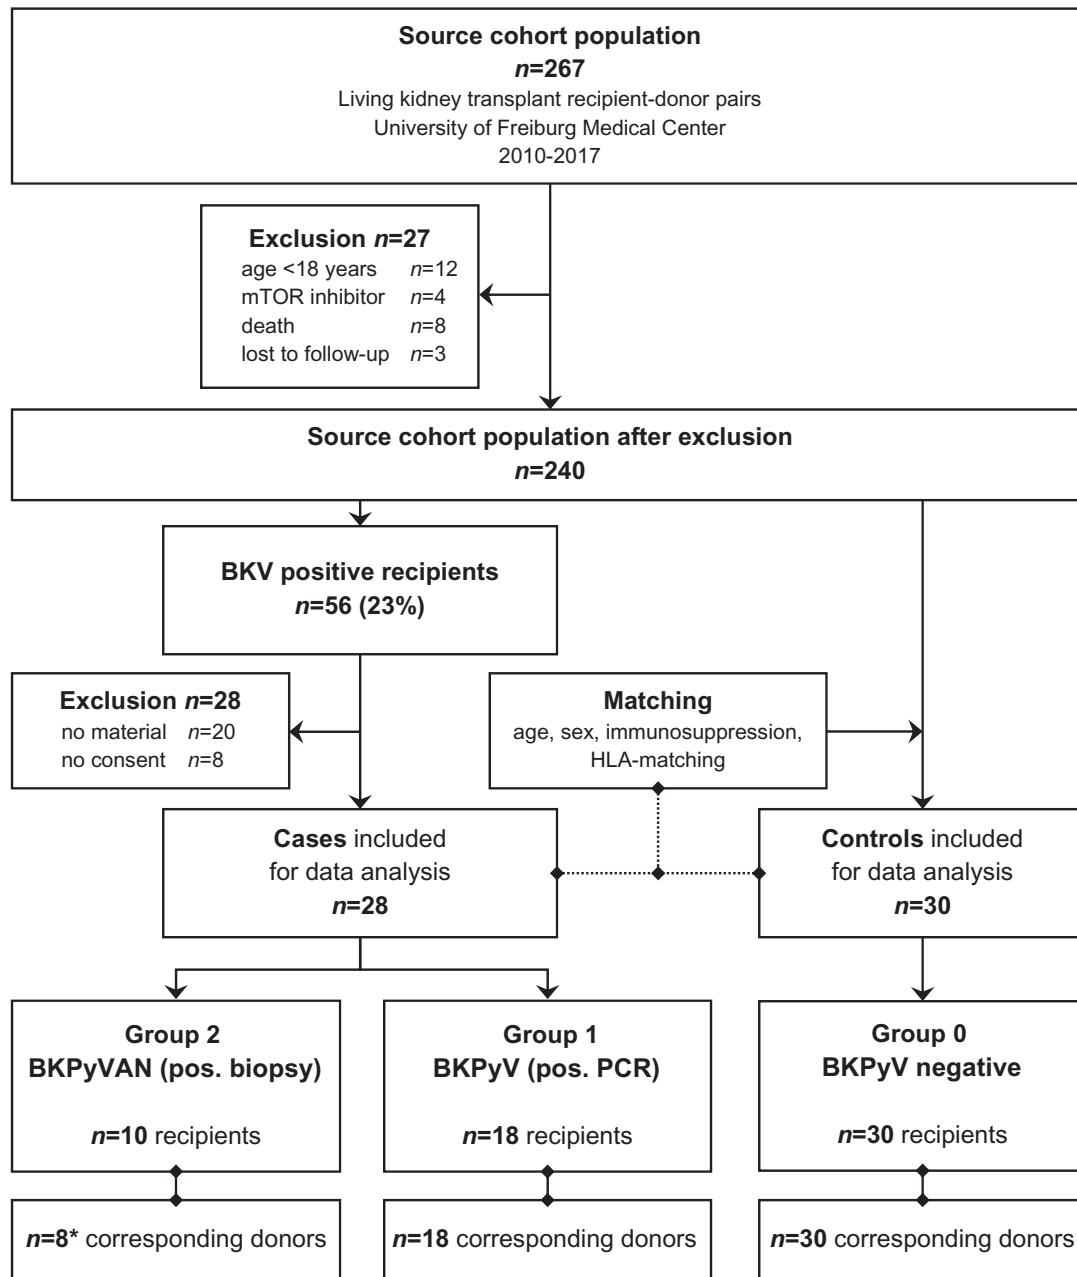 Source cohort population
n=267
Living kidney transplant recipient-donor pairs
University of Freiburg Medical Center
2010-2017
Exclusion n=27
age <18 years n=12
mTOR inhibitor n=4
death n=8
lost to follow-up n=3
Source cohort population after exclusion
n=240
BKV positive recipients
n=56 (23%)
Exclusion n=28
no material n=20
no consent n=8
Matching
age, sex, immunosuppression,
HLA-matching
Cases included
for data analysis
n=28
Controls included
for data analysis
n=30
Group 2
BKPyVAN (pos. biopsy)
n=10 recipients
Group 1
BKPyV (pos. PCR)
n=18 recipients
Group 0
BKPyV negative
n=30 recipients
n=8* corresponding donors
n=18 corresponding donors
n=30 corresponding donors